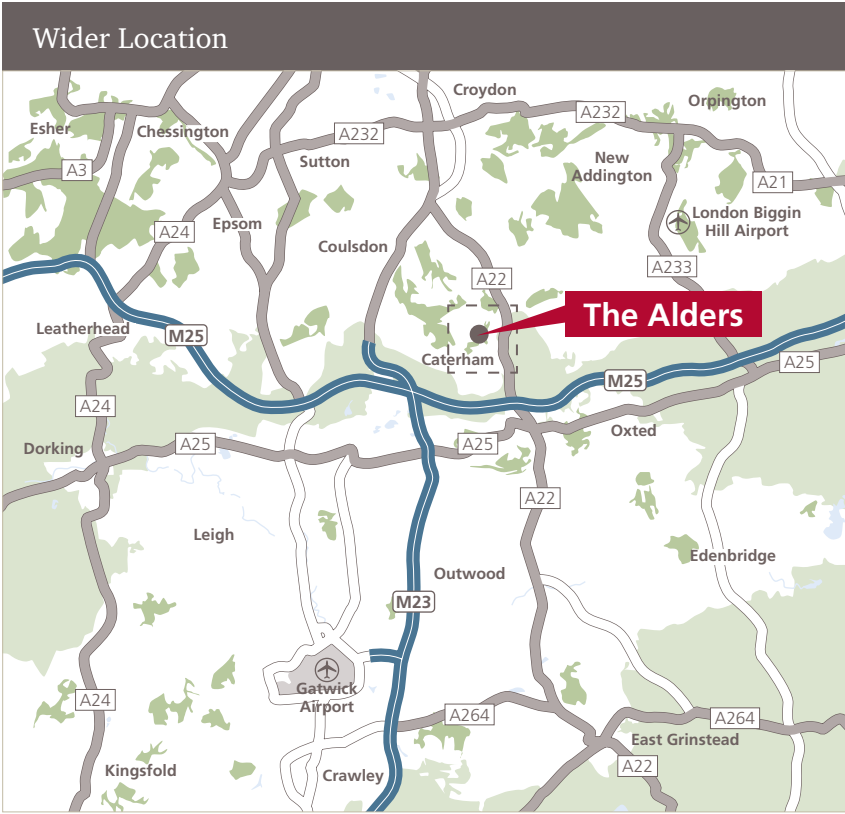 Wider Location
Croydon
Orpington
Esher
Chessington
A232
A232
Sutton
A3
New
Addington
A21
A24
Epsom
London Biggin
Hill Airport
Coulsdon
A233
A22
The Alders
Leatherhead
M25
Caterham
A25
M25
A24
Oxted
Dorking
A25
A25
A22
Leigh
Edenbridge
Outwood
M23
Gatwick
Airport
A24
A264
A264
East Grinstead
A22
Kingsfold
Crawley